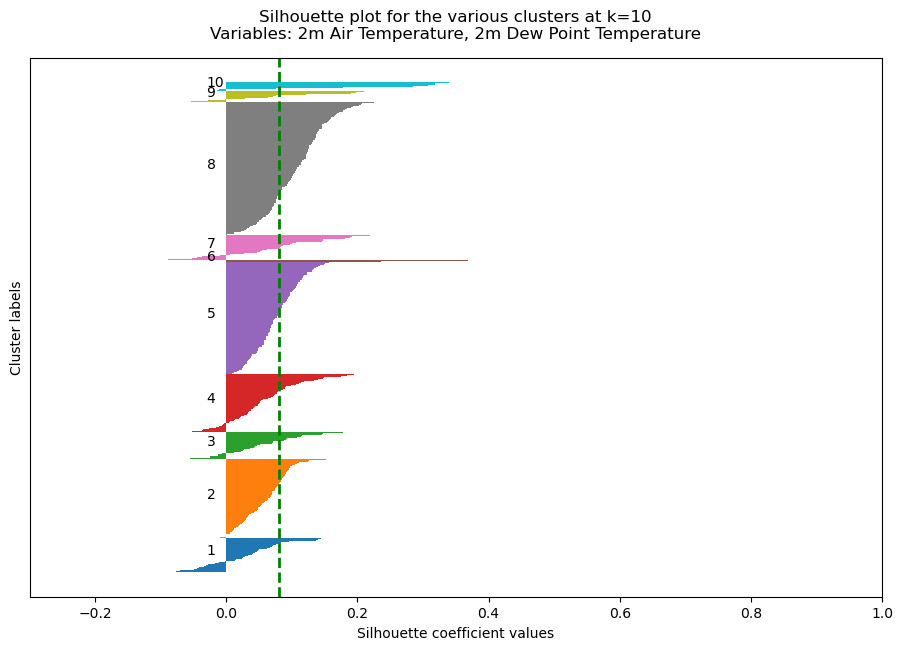 Silhouette plot for the various clusters at k=10
Variables: 2m Air Temperature, 2m Dew Point Temperature
10
9
8
7
6
5
4
3
2
1
Cluster labels
−0.2 0.0 0.2 0.4 0.6 0.8 1.0
Silhouette coefficient values